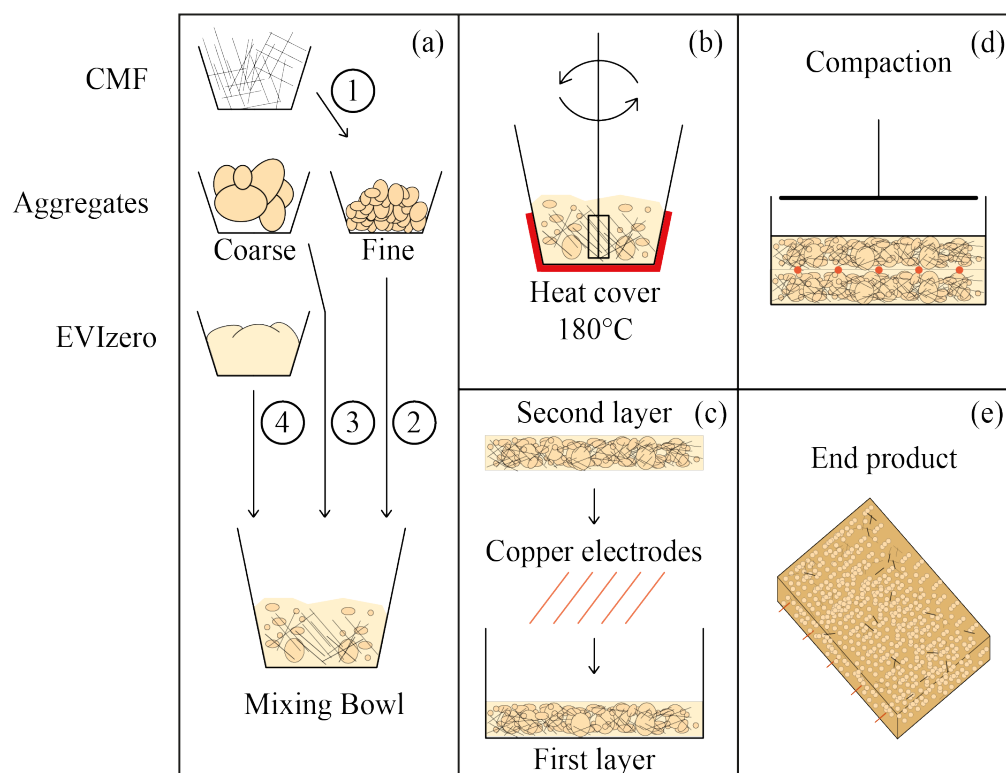 (a)
CMF
1
Aggregates
Coarse
Fine
EVIzero
4
3
2
Mixing Bowl
(b)
Heat cover
180°C
(c)
Second layer
Copper electrodes
First layer
(d)
Compaction
(e)
End product